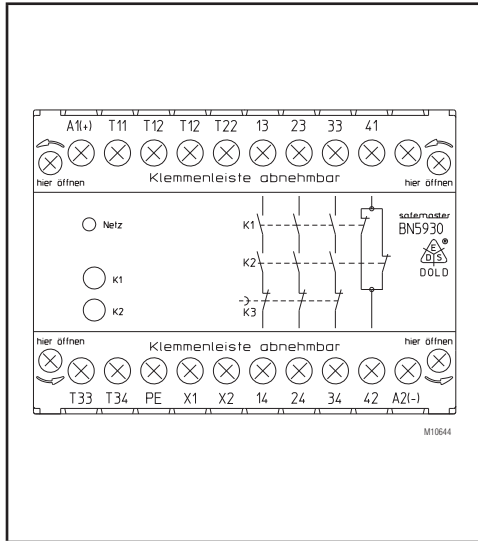 A1(+) T11 T12 T12 T22 13 23 33 41
hier öffnen Klemmenleiste abnehmbar hier öffnen
Netz
K1
K2
K1
K2
K3
safemaster
BN5930
E
D S
®
DOLD
hier öffnen Klemmenleiste abnehmbar hier öffnen
T33 T34 PE X1 X2 14 24 34 42 A2(-)
M10644